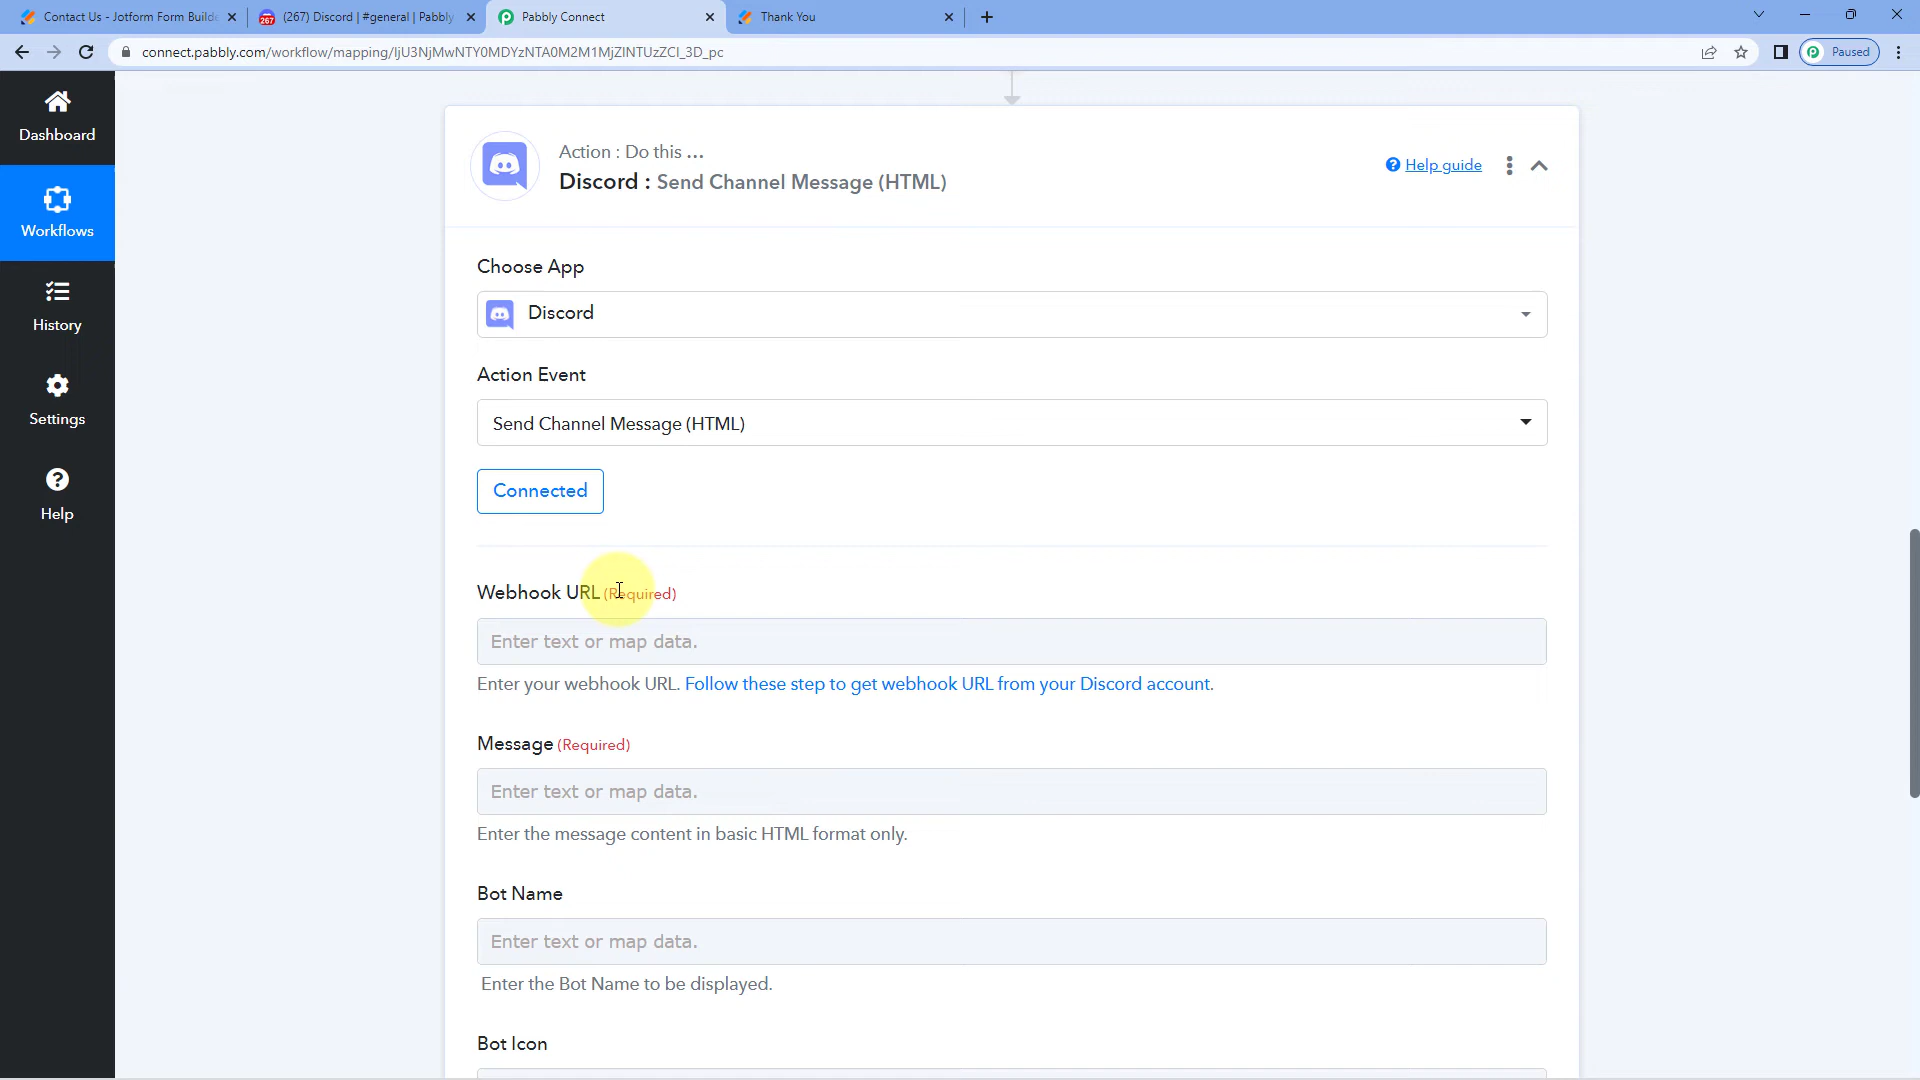 Contact Us - Jotform Form Builde
267
(267) Discord | #general | Pabbly
Pabbly Connect
Thank You
connect.pabbly.com/workflow/mapping/IjU3NjMwNTY0MDYzNTA0M2M1MjZlNTUzZCI_3D_pc
Paused
Dashboard
Workflows
History
Settings
Help
Action : Do this ...
Discord : Send Channel Message (HTML)
Help guide
Choose App
Discord
Action Event
Send Channel Message (HTML)
Connected
Webhook URL (Required)
Enter text or map data.
Enter your webhook URL. Follow these step to get webhook URL from your Discord account.
Message (Required)
Enter text or map data.
Enter the message content in basic HTML format only.
Bot Name
Enter text or map data.
Enter the Bot Name to be displayed.
Bot Icon